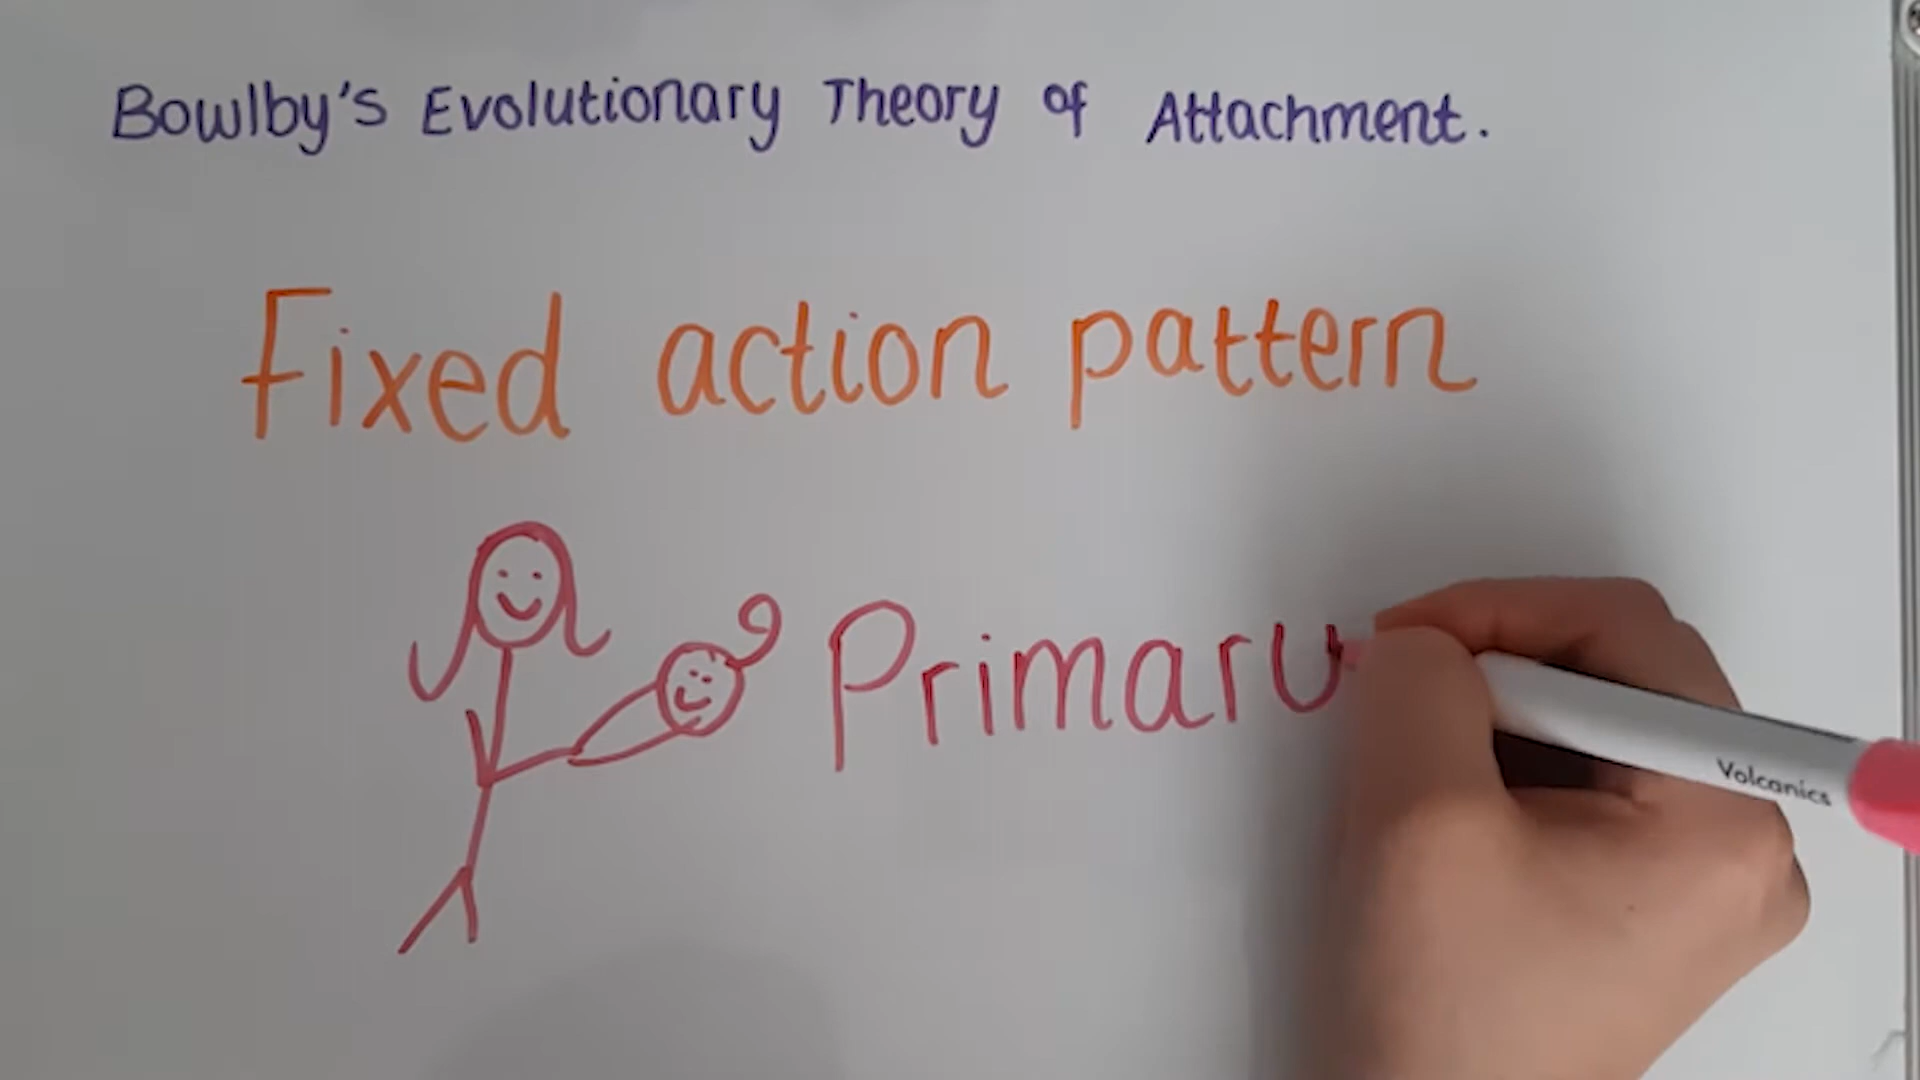 Bowlby's Evolutionary Theory of Attachment.
Fixed action pattern
Primary
Volcanics